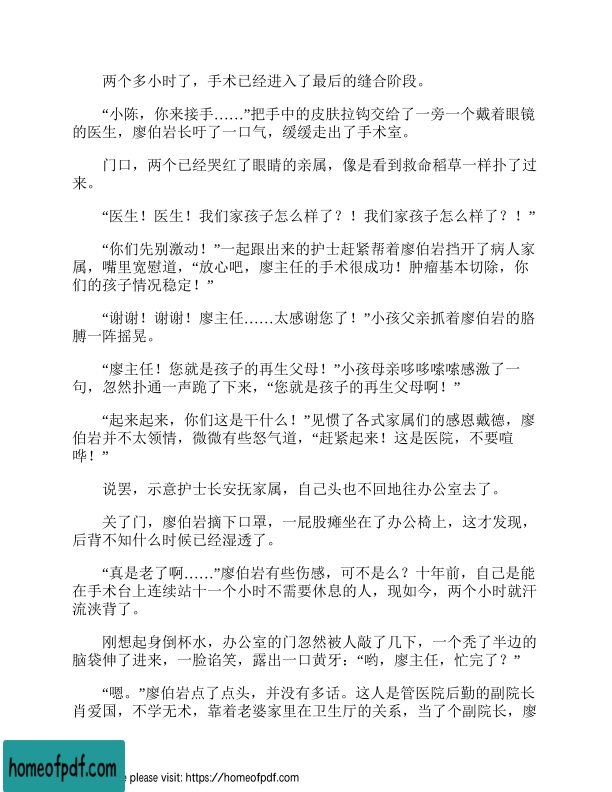 两个多小时了，手术已经进入了最后的缝合阶段。
“小陈，你来接手……”把手中的皮肤拉钩交给了一旁一个戴着眼镜
的医生，廖伯岩长吁了一口气，缓缓走出了手术室。
门口，两个已经哭红了眼睛的亲属，像是看到救命稻草一样扑了过
来。
“医生！医生！我们家孩子怎么样了？！我们家孩子怎么样了？！”
“你们先别激动！”一起跟出来的护士赶紧帮着廖伯岩挡开了病人家
属，嘴里宽慰道，“放心吧，廖主任的手术很成功！肿瘤基本切除，你
们的孩子情况稳定！”
“谢谢！谢谢！廖主任……太感谢您了！”小孩父亲抓着廖伯岩的胳
膊一阵摇晃。
“廖主任！您就是孩子的再生父母！”小孩母亲哆哆嗦嗦感激了一
句，忽然扑通一声跪了下来，“您就是孩子的再生父母啊！”
“起来起来，你们这是干什么！”见惯了各式家属们的感恩戴德，廖
伯岩并不太领情，微微有些怒气道，“赶紧起来！这是医院，不要喧
哗！”
说罢，示意护士长安抚家属，自己头也不回地往办公室去了。
关了门，廖伯岩摘下口罩，一屁股瘫坐在了办公椅上，这才发现，
后背不知什么时候已经湿透了。
“真是老了啊……”廖伯岩有些伤感，可不是么？十年前，自己是能
在手术台上连续站十一个小时不需要休息的人，现如今，两个小时就汗
流浃背了。
刚想起身倒杯水，办公室的门忽然被人敲了几下，一个秃了半边的
脑袋伸了进来，一脸谄笑，露出一口黄牙：“哟，廖主任，忙完了？”
“嗯。”廖伯岩点了点头，并没有多话。这人是管医院后勤的副院长
肖爱国，不学无术，靠着老婆家里在卫生厅的关系，当了个副院长，廖
homeofpdf.com
please visit: https://homeofpdf.com